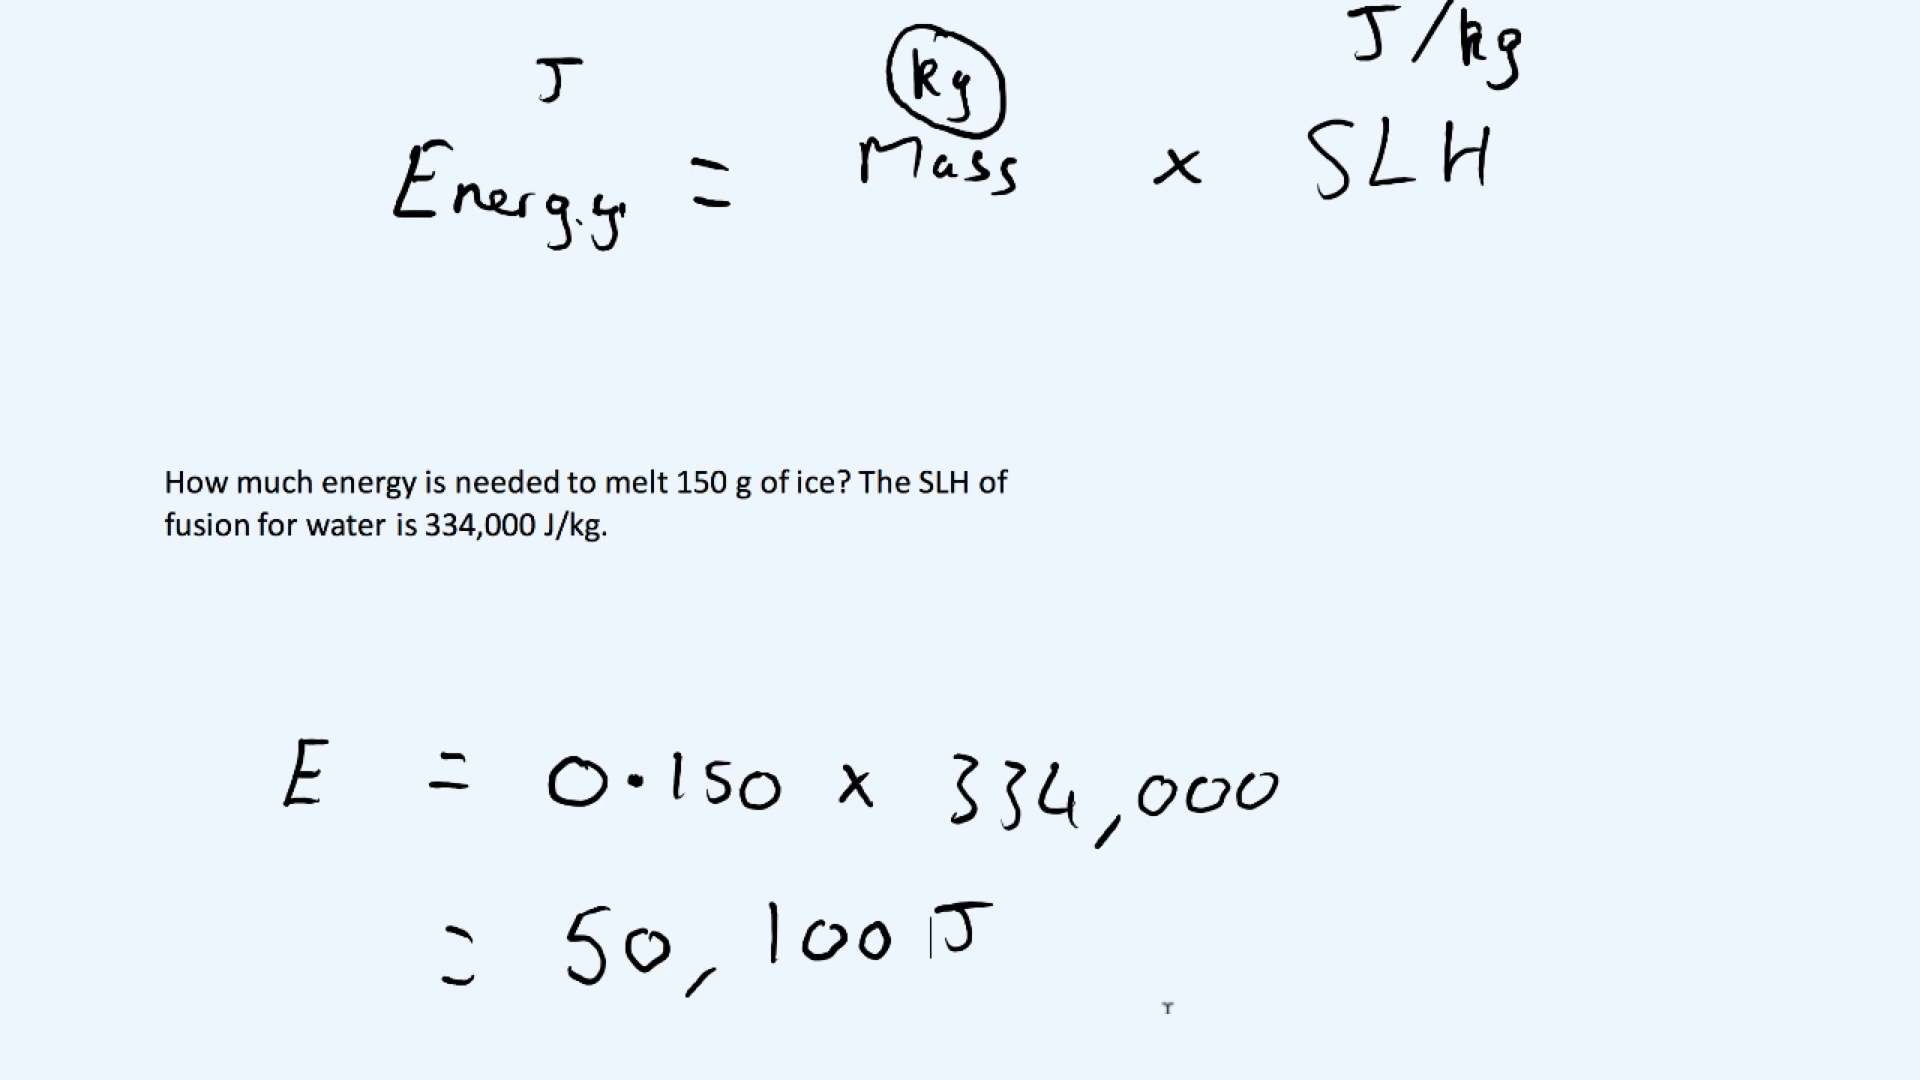 J kg J/kg
Energy = Mass x SLH
How much energy is needed to melt 150 g of ice? The SLH of
fusion for water is 334,000 J/kg.
E = 0.150 x 334,000
= 50,100 J